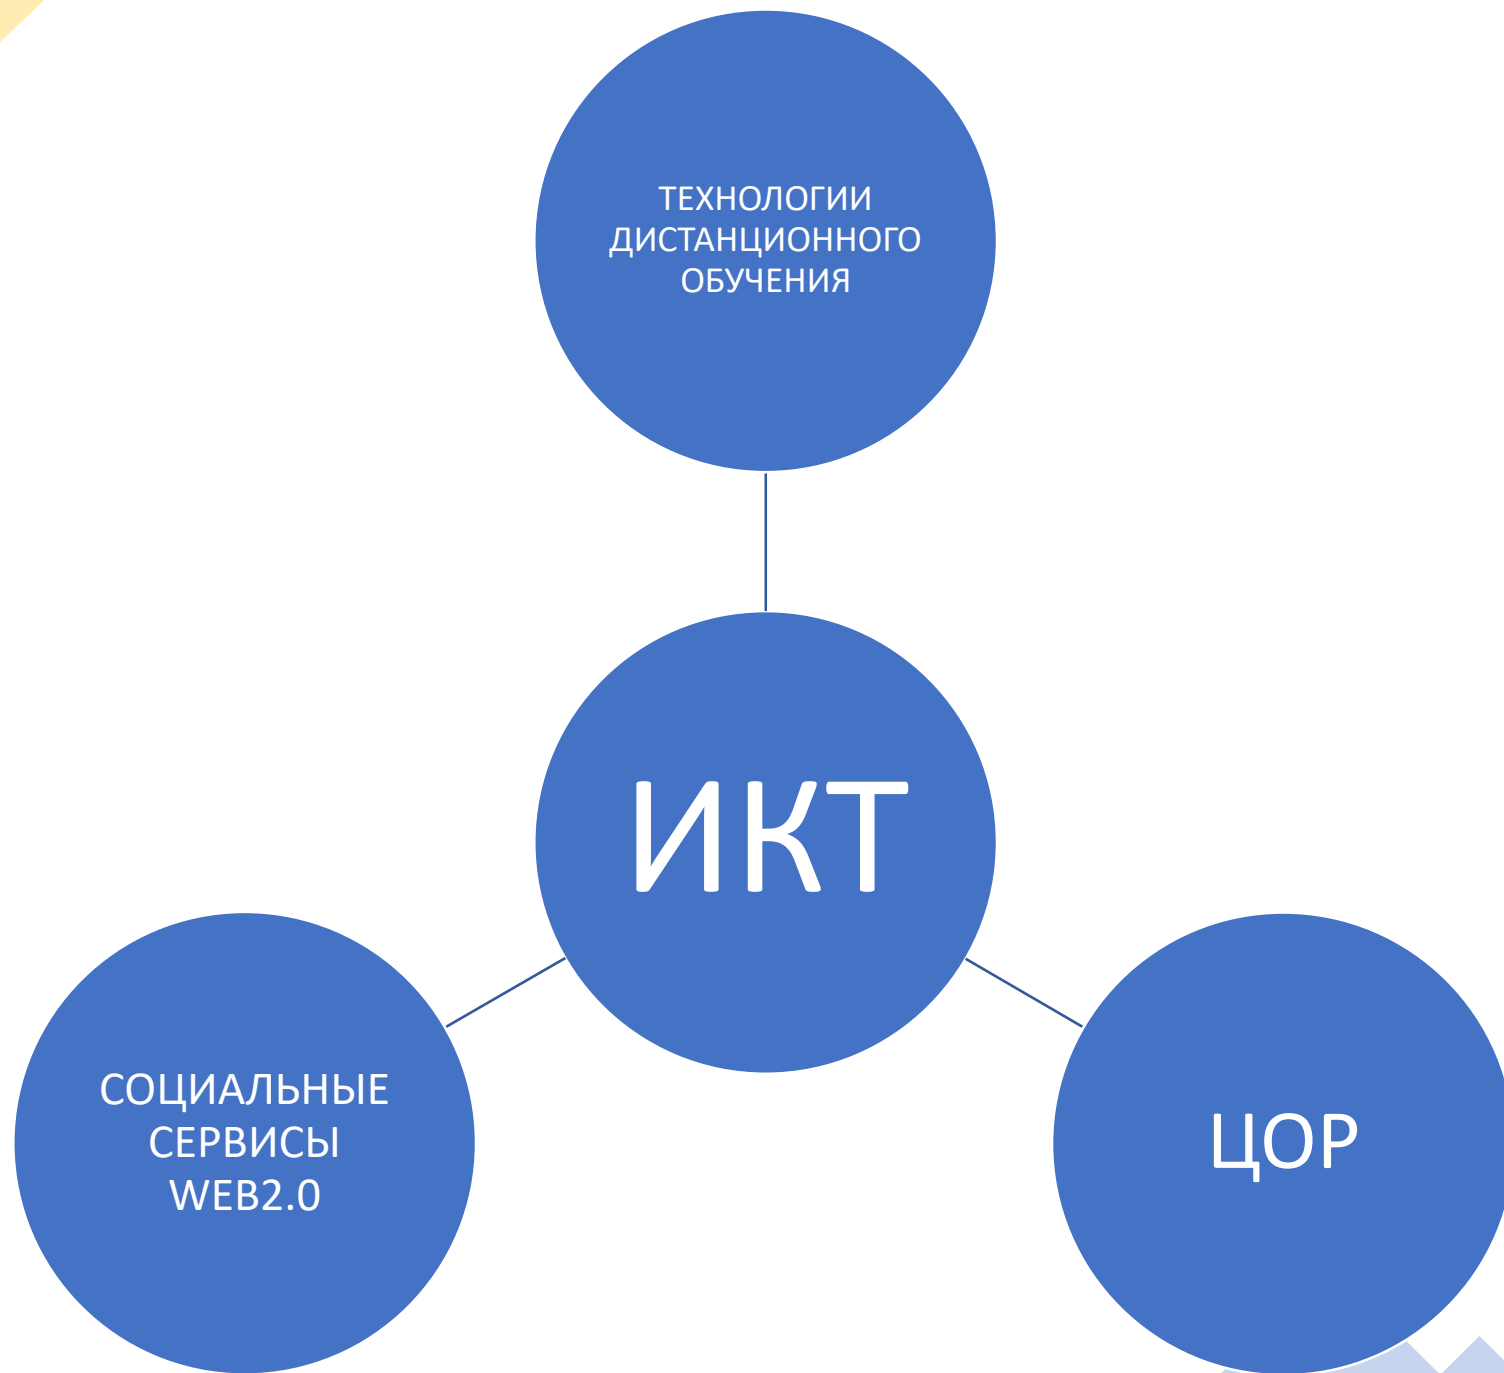 ТЕХНОЛОГИИ
ДИСТАНЦИОННОГО
ОБУЧЕНИЯ
ИКТ
СОЦИАЛЬНЫЕ
СЕРВИСЫ
WEB2.0
ЦОР